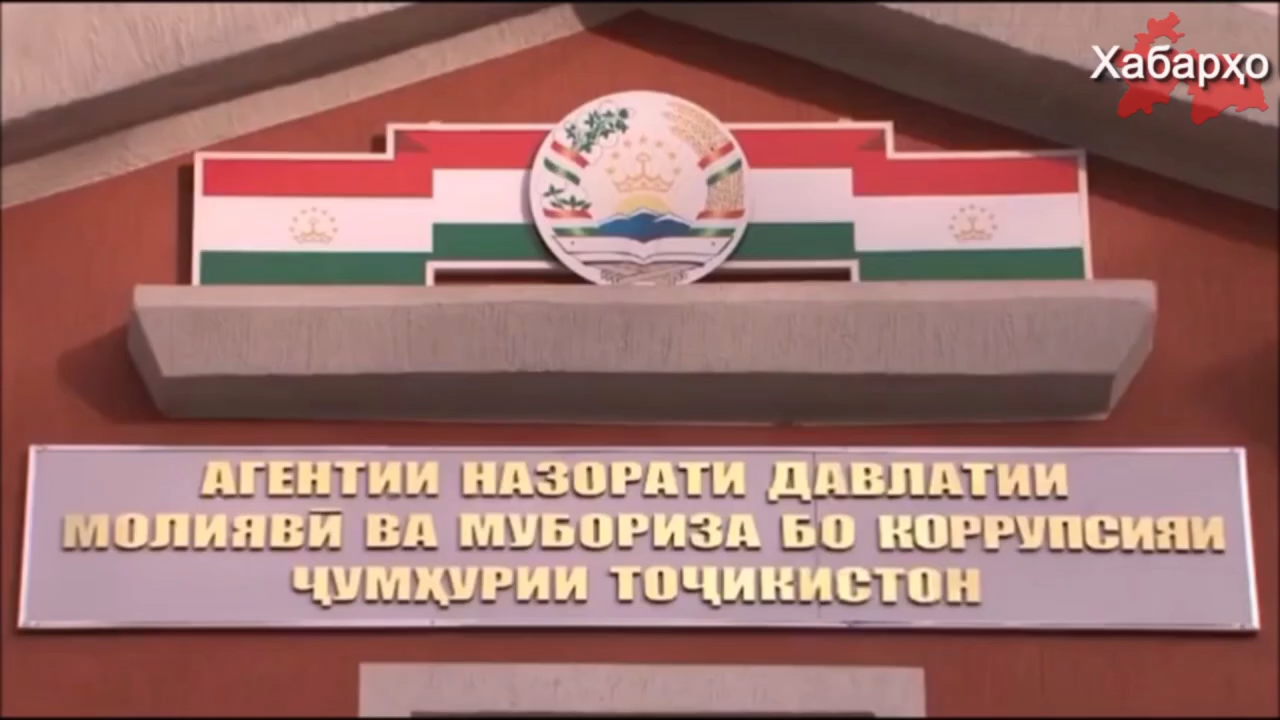 Хабарҳо
АГЕНТИИ НАЗОРАТИ ДАВЛАТИИ
МОЛИЯВӢ ВА МУБОРИЗА БО КОРРУПСИЯИ
ҶУМҲУРИИ ТОҶИКИСТОН